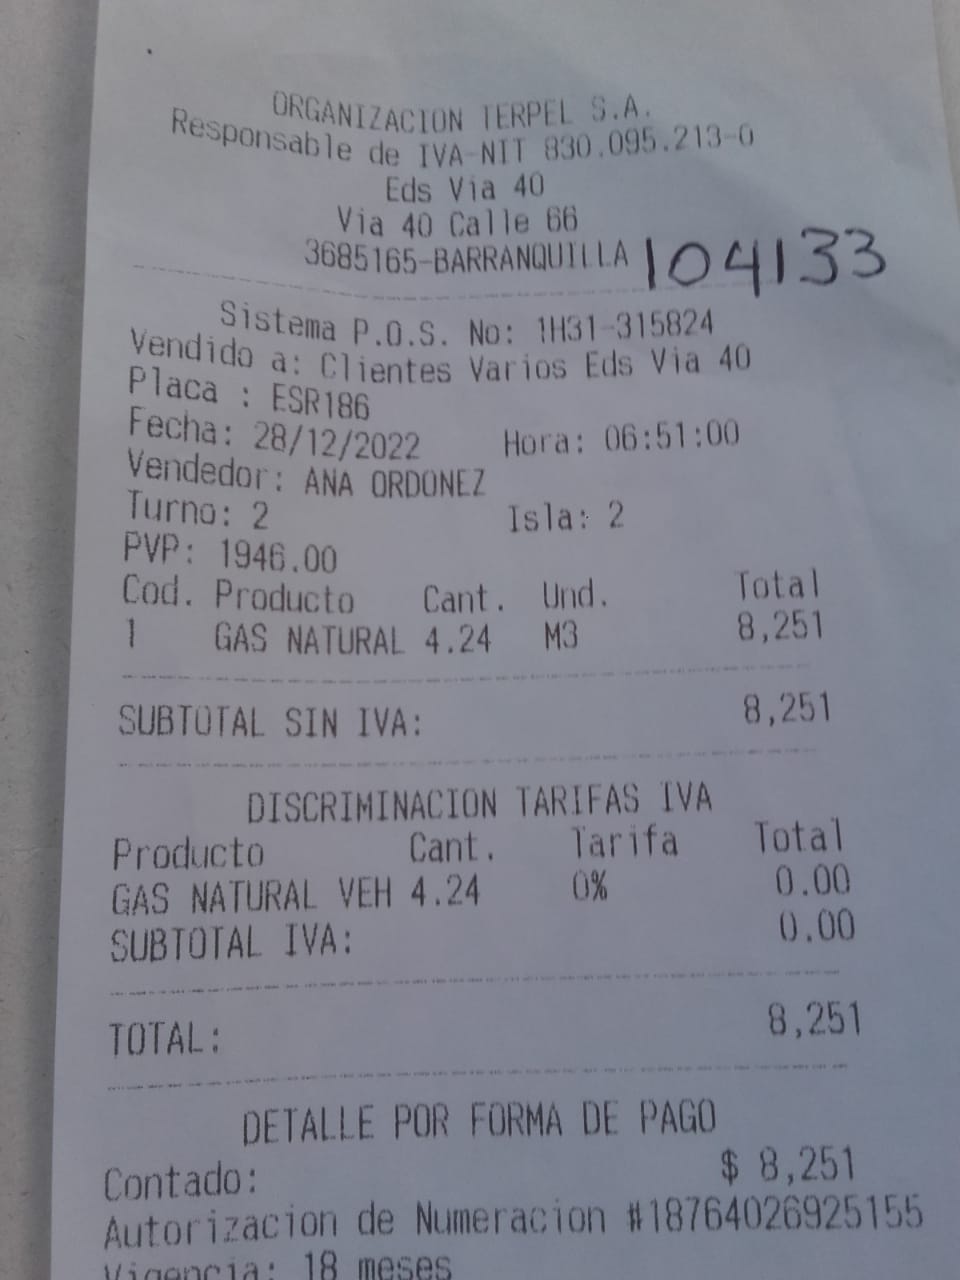 ORGANIZACION TERPEL S.A.
Responsable de IVA-NIT 830.095.213-0
Eds Via 40
Via 40 Calle 66
3685165-BARRANQUILLA 104133
Sistema P.O.S. No: 1H31-315824
Vendido a: Clientes Varios Eds Via 40
Placa : ESR186
Fecha: 28/12/2022 Hora: 06:51:00
Vendedor: ANA ORDONEZ
Turno: 2 Isla: 2
PVP: 1946.00
Cod. Producto Cant. Und. Total
1 GAS NATURAL 4.24 M3 8,251
SUBTOTAL SIN IVA: 8,251
DISCRIMINACION TARIFAS IVA
Producto Cant. Tarifa Total
GAS NATURAL VEH 4.24 0% 0.00
SUBTOTAL IVA: 0.00
TOTAL: 8,251
DETALLE POR FORMA DE PAGO
Contado: $ 8,251
Autorizacion de Numeracion #18764026925155
Vigencia: 18 meses